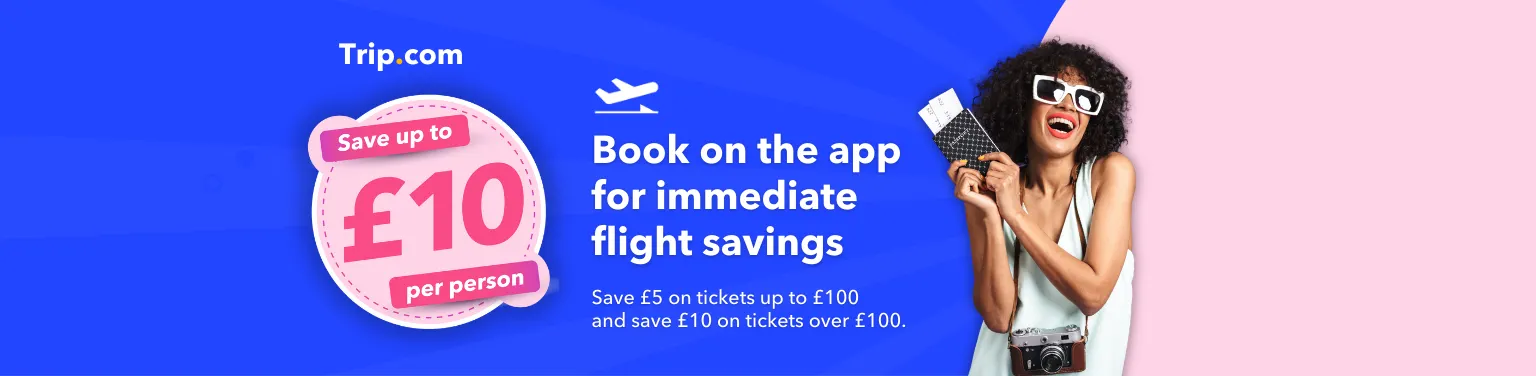 Trip.com
Save up to
£10
per person
Book on the app
for immediate
flight savings
Save £5 on tickets up to £100
and save £10 on tickets over £100.